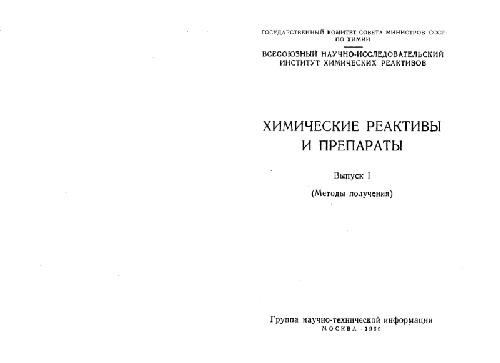 ГОСУДАРСТВЕННЫЙ КОМИТЕТ СОВЕТА МИНИСТРОВ СССР
ПО ХИМИИ
ВСЕСОЮЗНЫЙ НАУЧНО-ИССЛЕДОВАТЕЛЬСКИЙ
ИНСТИТУТ ХИМИЧЕСКИХ РЕАКТИВОВ
ХИМИЧЕСКИЕ РЕАКТИВЫ
И ПРЕПАРАТЫ
Выпуск I
(Методы получения)
Группа научно-технической информации
МОСКВА